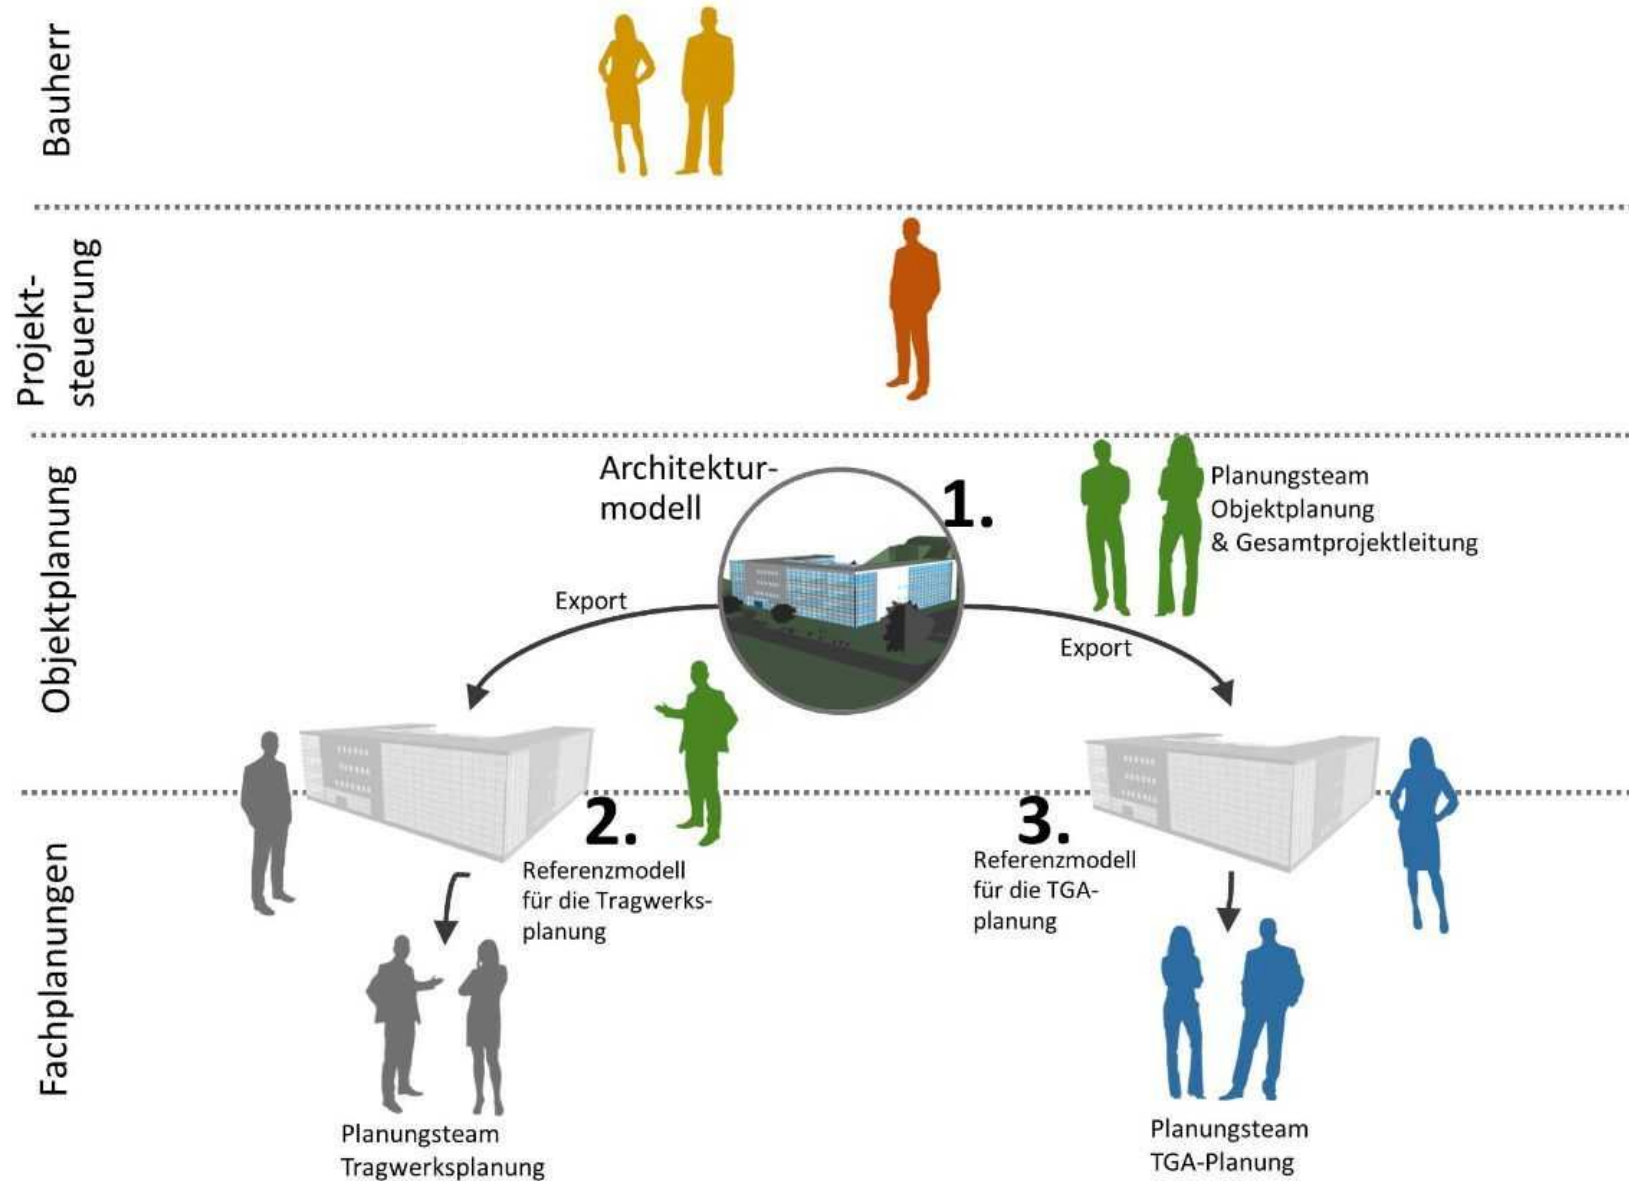 Bauherr
Projekt-
steuerung
Objektplanung
Fachplanungen
Architektur-
modell
1.
Planungsteam
Objektplanung
& Gesamtprojektleitung
Export
Export
2.
Referenzmodell
für die Tragwerks-
planung
3.
Referenzmodell
für die TGA-
planung
Planungsteam
Tragwerksplanung
Planungsteam
TGA-Planung